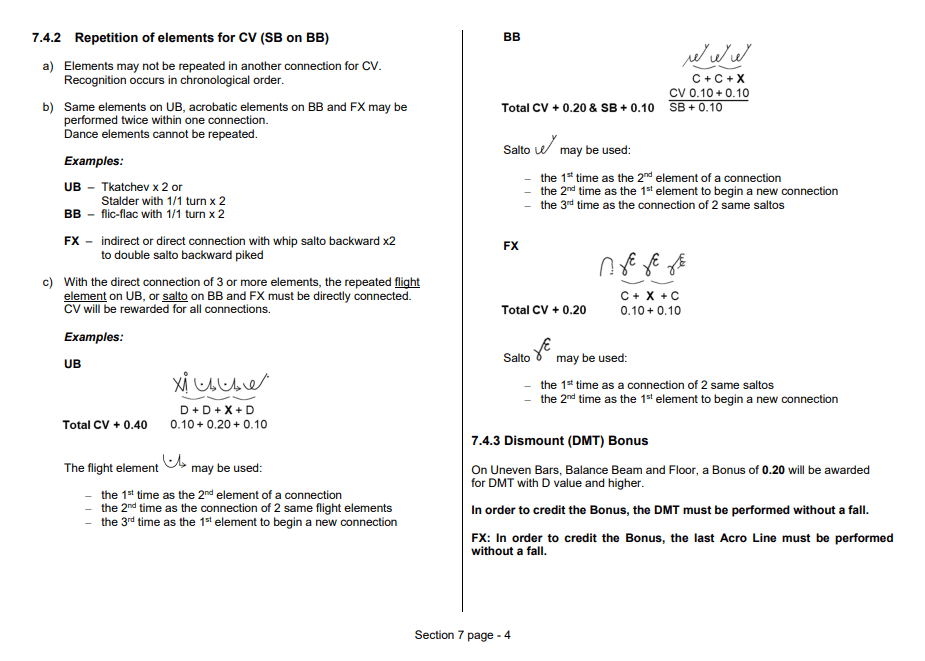 7.4.2 Repetition of elements for CV (SB on BB)
a) Elements may not be repeated in another connection for CV.
Recognition occurs in chronological order.
b) Same elements on UB, acrobatic elements on BB and FX may be
performed twice within one connection.
Dance elements cannot be repeated.
Examples:
UB – Tkatchev x 2 or
Stalder with 1/1 turn x 2
BB – flic-flac with 1/1 turn x 2
FX – indirect or direct connection with whip salto backward x2
to double salto backward piked
c) With the direct connection of 3 or more elements, the repeated flight
element on UB, or salto on BB and FX must be directly connected.
CV will be rewarded for all connections.
Examples:
UB
D + D + X + D
Total CV + 0.40 0.10 + 0.20 + 0.10
The flight element may be used:
– the 1st time as the 2nd element of a connection
– the 2nd time as the connection of 2 same flight elements
– the 3rd time as the 1st element to begin a new connection
BB
C + C + X
CV 0.10 + 0.10
Total CV + 0.20 & SB + 0.10 SB + 0.10
Salto may be used:
– the 1st time as the 2nd element of a connection
– the 2nd time as the 1st element to begin a new connection
– the 3rd time as the connection of 2 same saltos
FX
C + X + C
Total CV + 0.20 0.10 + 0.10
Salto may be used:
– the 1st time as a connection of 2 same saltos
– the 2nd time as the 1st element to begin a new connection
7.4.3 Dismount (DMT) Bonus
On Uneven Bars, Balance Beam and Floor, a Bonus of 0.20 will be awarded
for DMT with D value and higher.
In order to credit the Bonus, the DMT must be performed without a fall.
FX: In order to credit the Bonus, the last Acro Line must be performed
without a fall.
Section 7 page - 4